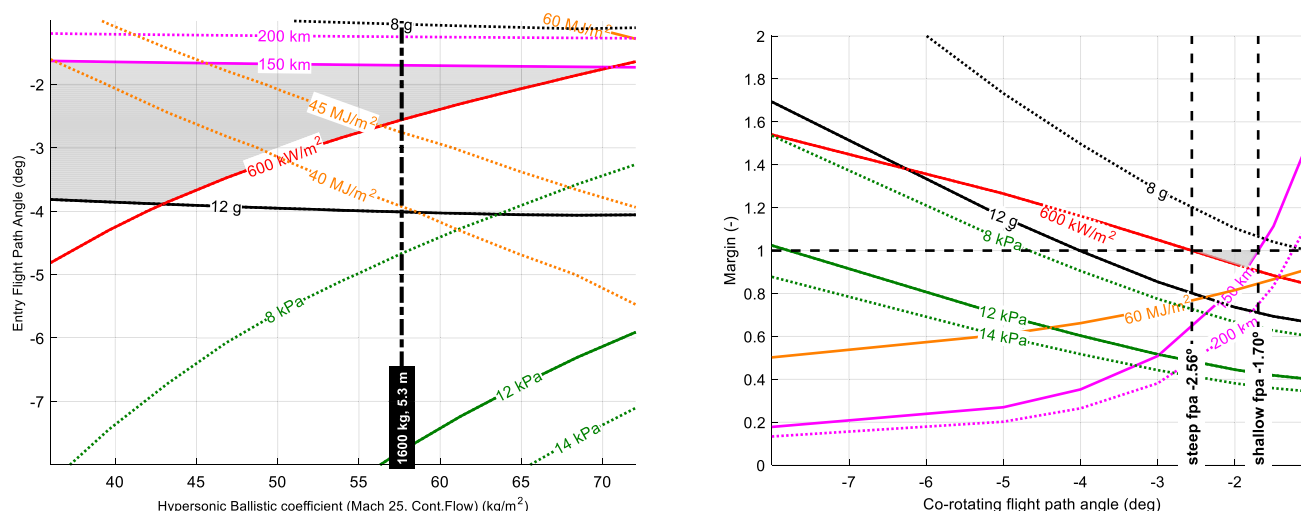 8 g
60 MJ/m2
200 km
150 km
45 MJ/m2
600 kW/m2
40 MJ/m2
12 g
8 kPa
12 kPa
14 kPa
1600 kg, 5.3 m
-2
-3
-4
-5
-6
-7
Entry Flight Path Angle (deg)
40 45 50 55 60 65 70
Hypersonic Ballistic coefficient (Mach 25, Cont.Flow) (kg/m2)
2
1.8
1.6
1.4
1.2
1
0.8
0.6
0.4
0.2
0
Margin (-)
8 g
12 g
600 kW/m2
8 kPa
50 km
60 MJ/m2
12 kPa
14 kPa
200 km
steep fpa -2.56º
shallow fpa -1.70º
-7 -6 -5 -4 -3 -2
Co-rotating flight path angle (deg)